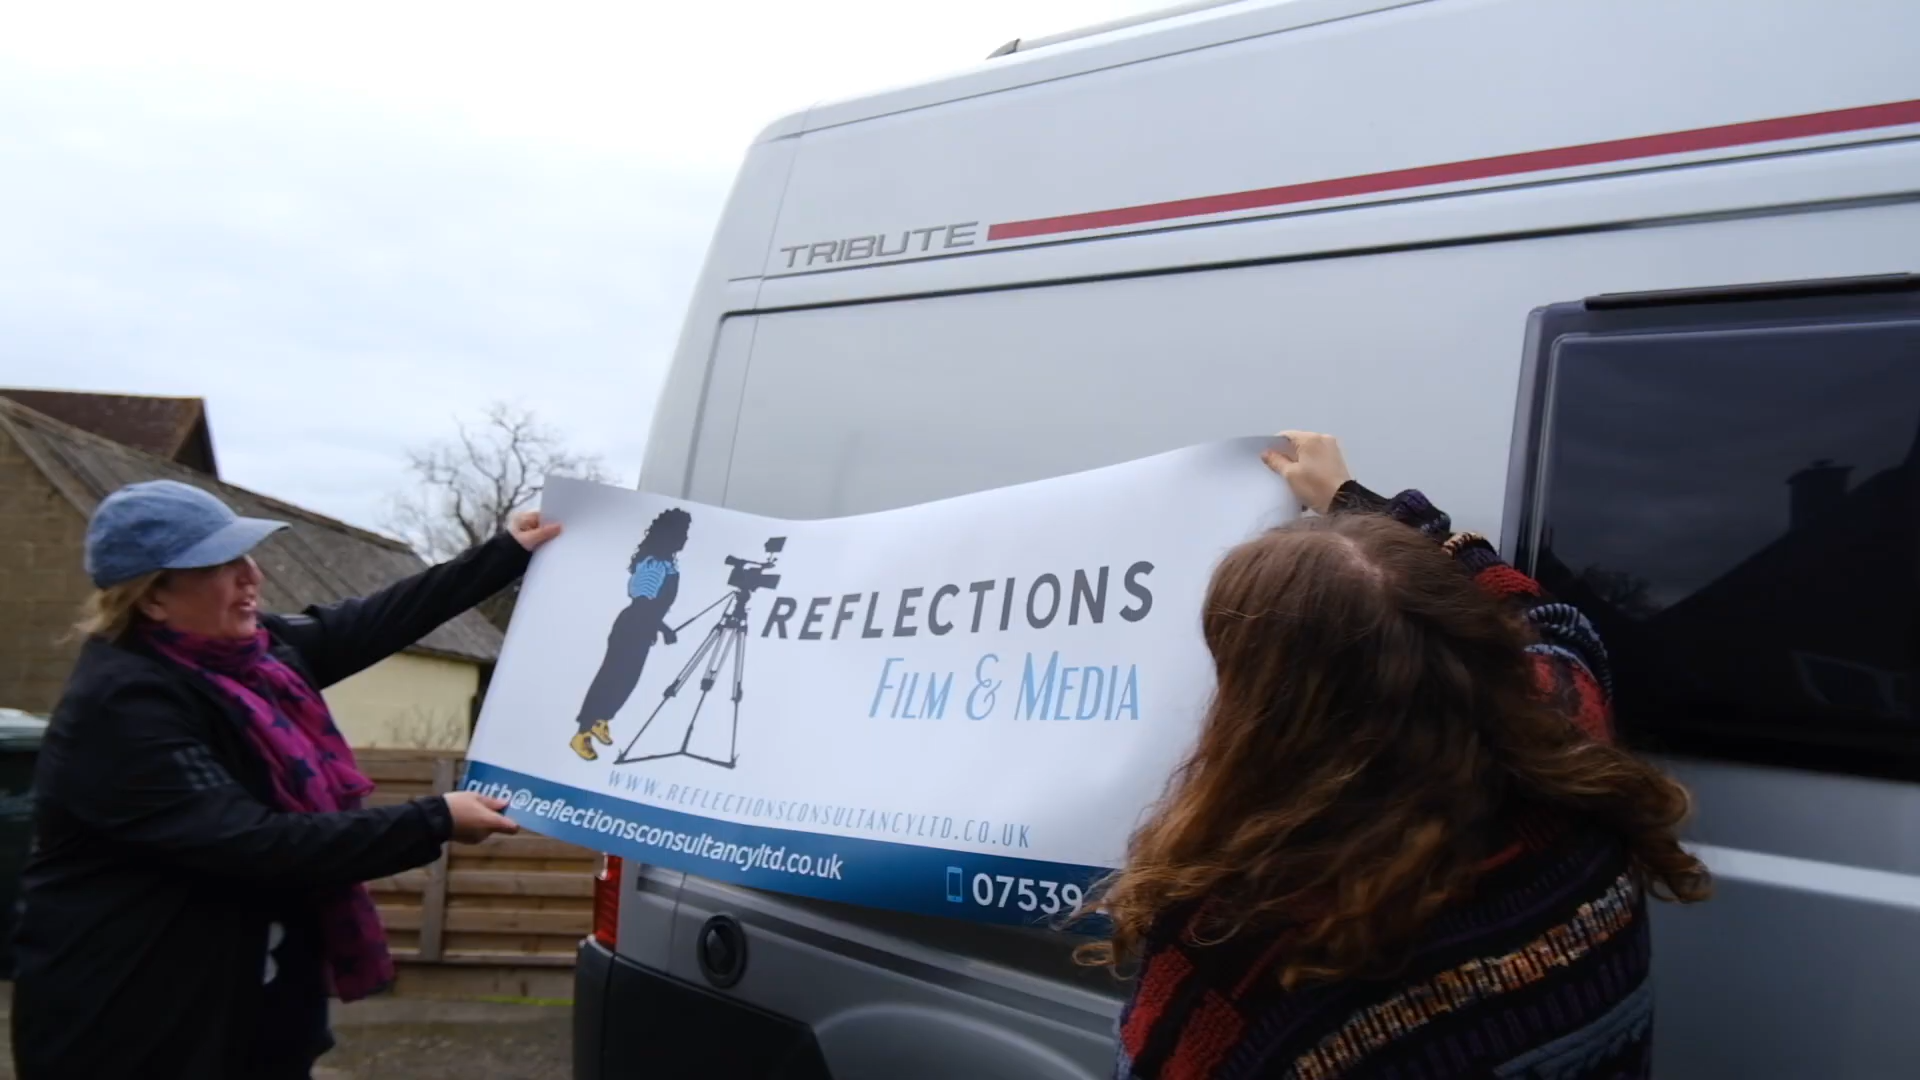 TRIBUTE
REFLECTIONS
FILM & MEDIA
WWW.REFLECTIONSCONSULTANCYLTD.CO.UK
ruth@reflectionsconsultancyltd.co.uk
07539